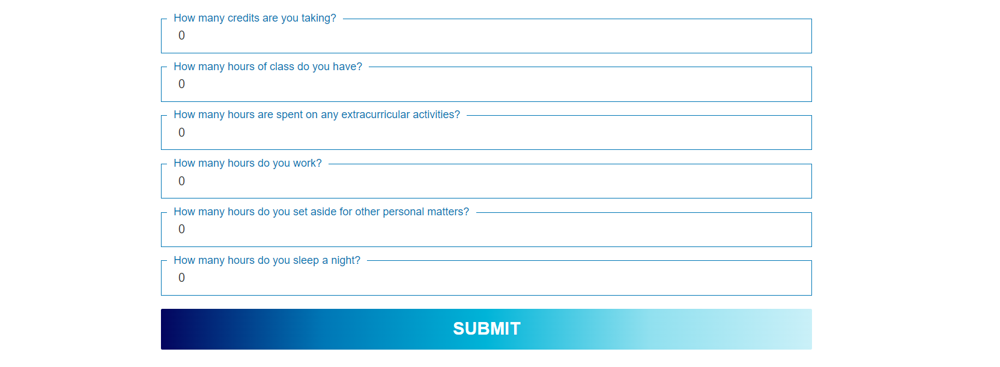 How many credits are you taking?
0
How many hours of class do you have?
0
How many hours are spent on any extracurricular activities?
0
How many hours do you work?
0
How many hours do you set aside for other personal matters?
0
How many hours do you sleep a night?
0
SUBMIT